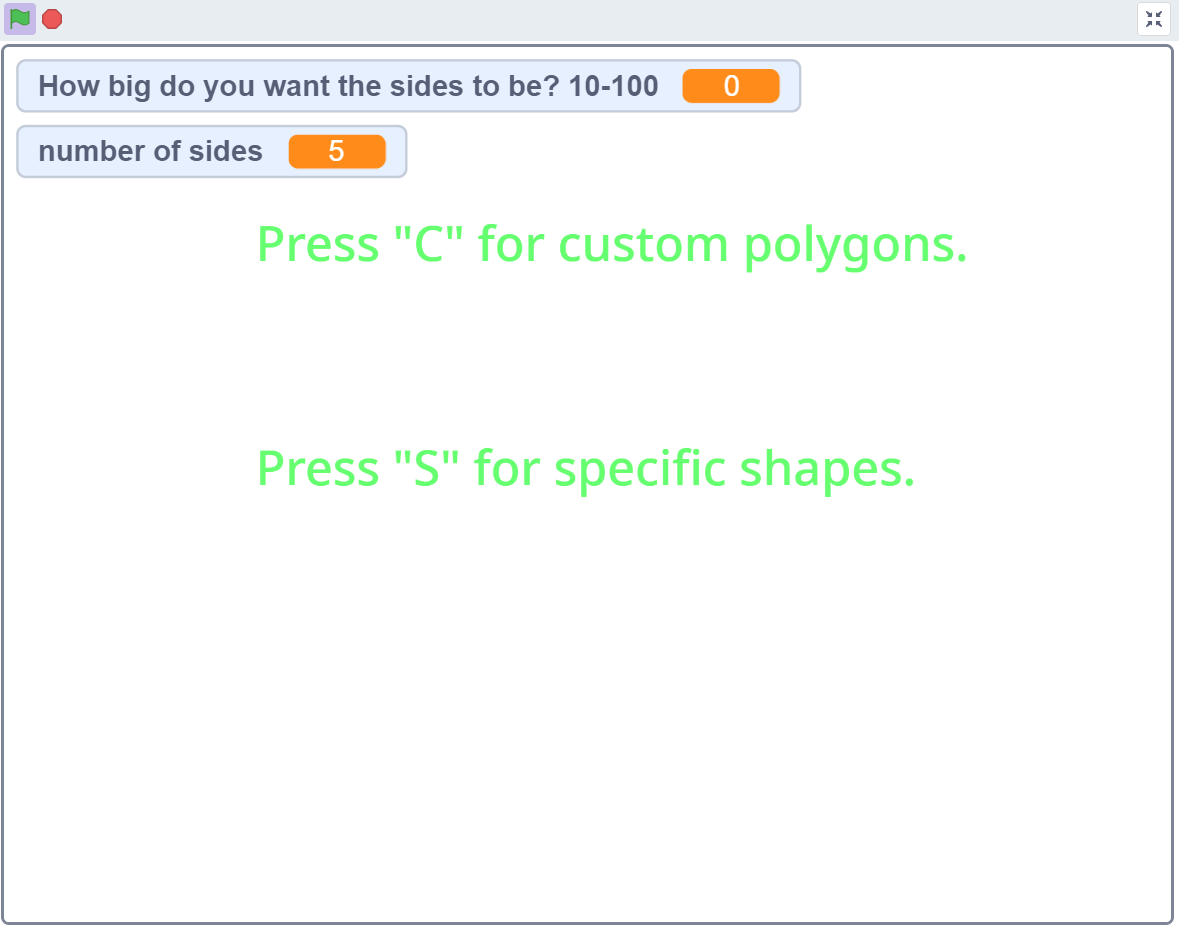 How big do you want the sides to be? 10-100 0
number of sides 5
Press "C" for custom polygons.
Press "S" for specific shapes.